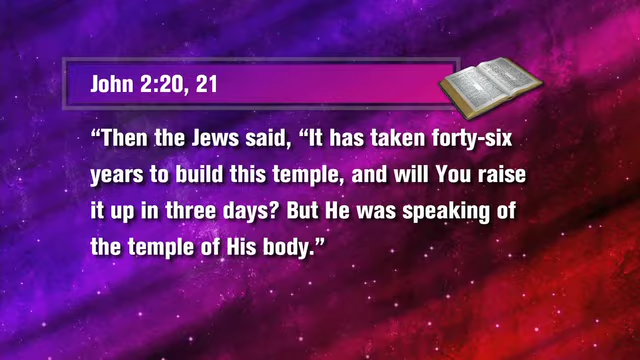 John 2:20, 21
“Then the Jews said, “It has taken forty-six
years to build this temple, and will You raise
it up in three days? But He was speaking of
the temple of His body.”